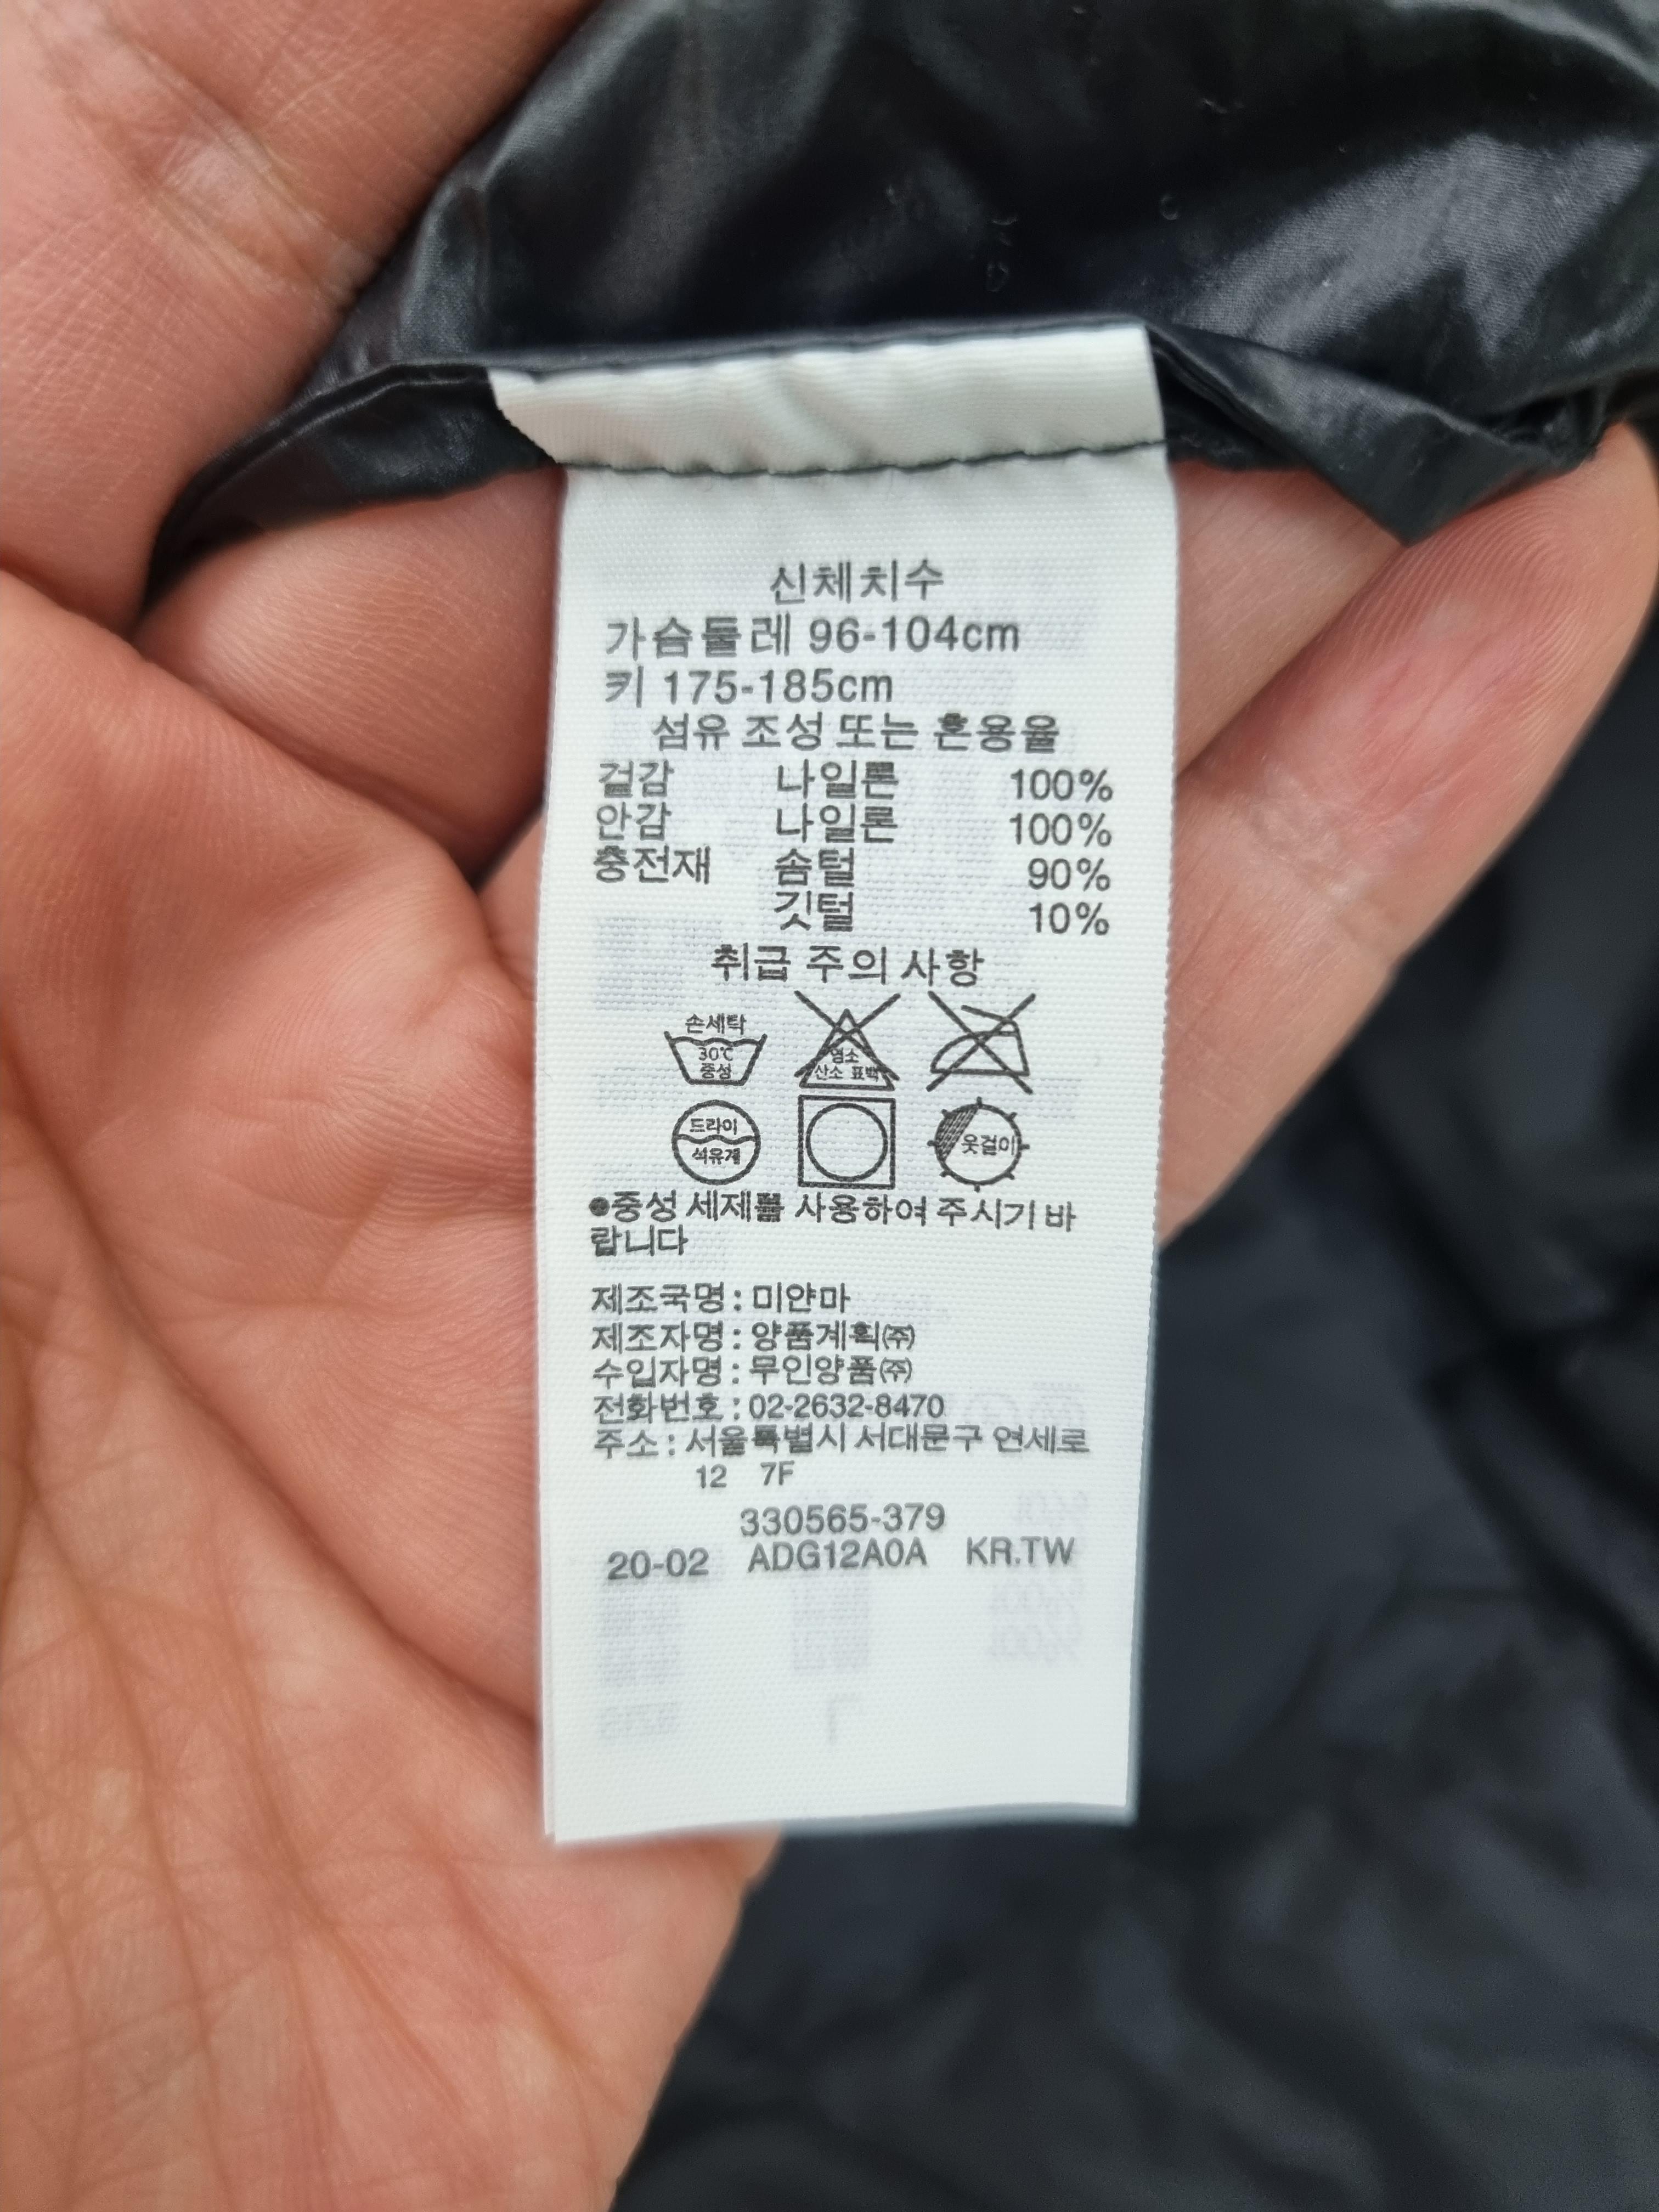 신체치수
가슴둘레 96-104cm
키 175-185cm
섬유 조성 또는 혼용율
겉감 나일론 100%
안감 나일론 100%
충전재 솜털 90%
깃털 10%
취급 주의 사항
손세탁
30℃
중성
염소
산소 표백
드라이
석유계
옷걸이
●중성 세제를 사용하여 주시기 바
랍니다
제조국명 : 미얀마
제조자명 : 양품계획㈜
수입자명 : 무인양품㈜
전화번호 : 02-2632-8470
주소 : 서울특별시 서대문구 연세로
12 7F
330565-379
20-02 ADG12A0A KR.TW